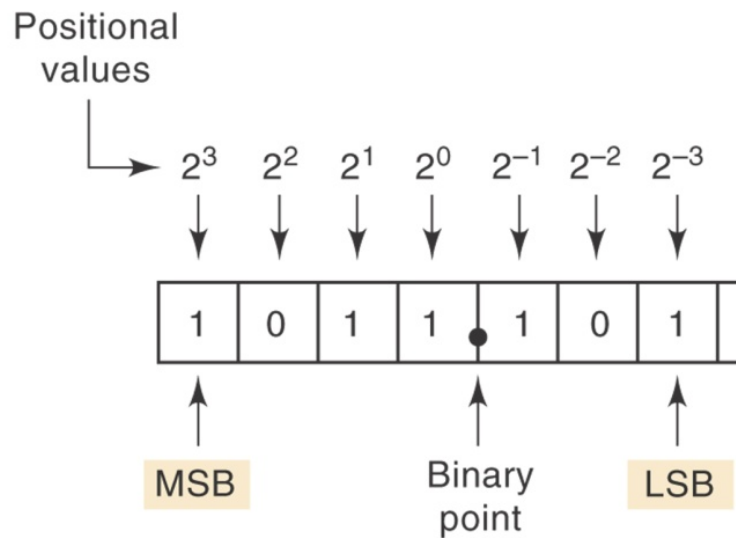 Positional
values
2³ 2² 2¹ 2⁰ 2⁻¹ 2⁻² 2⁻³
1 0 1 1 1 0 1
MSB Binary LSB
point